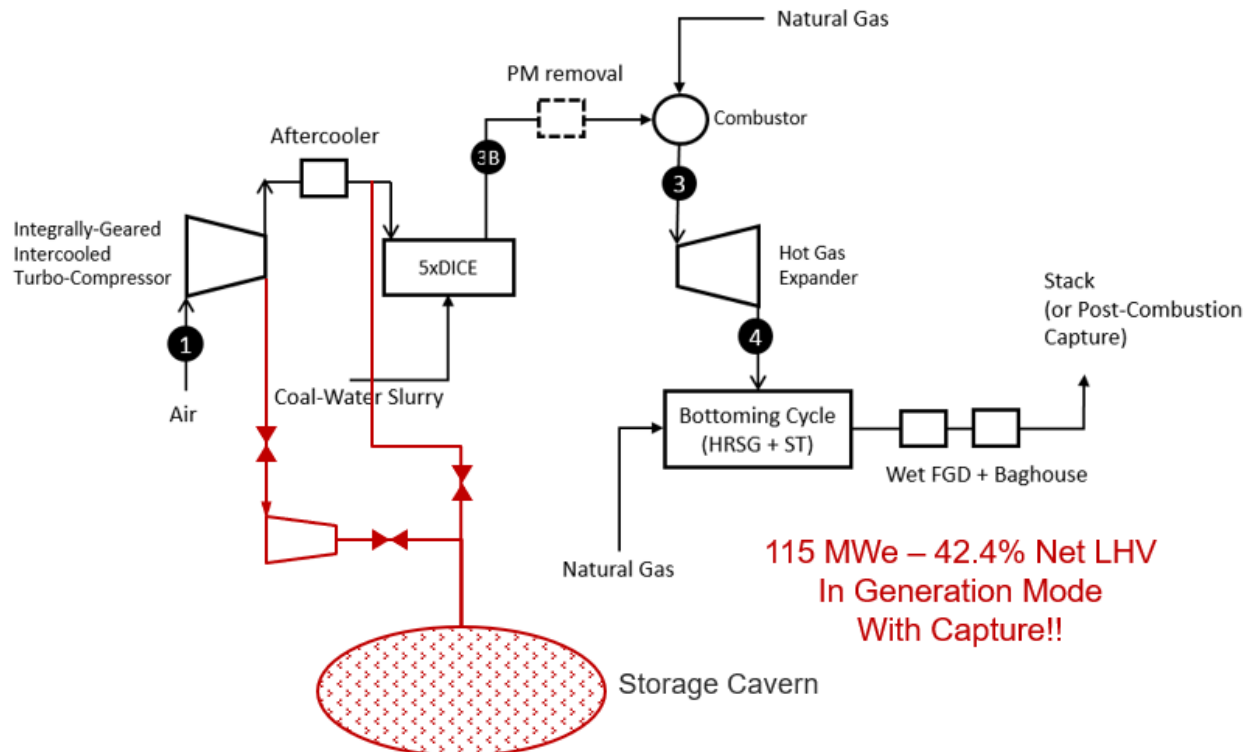 Natural Gas
PM removal
Combustor
Aftercooler
3B
3
Integrally-Geared
Intercooled
Turbo-Compressor
5xDICE
Hot Gas
Expander
Stack
(or Post-Combustion
Capture)
1
4
Air
Coal-Water Slurry
Bottoming Cycle
(HRSG + ST)
Wet FGD + Baghouse
Natural Gas
115 MWe – 42.4% Net LHV
In Generation Mode
With Capture!!
Storage Cavern